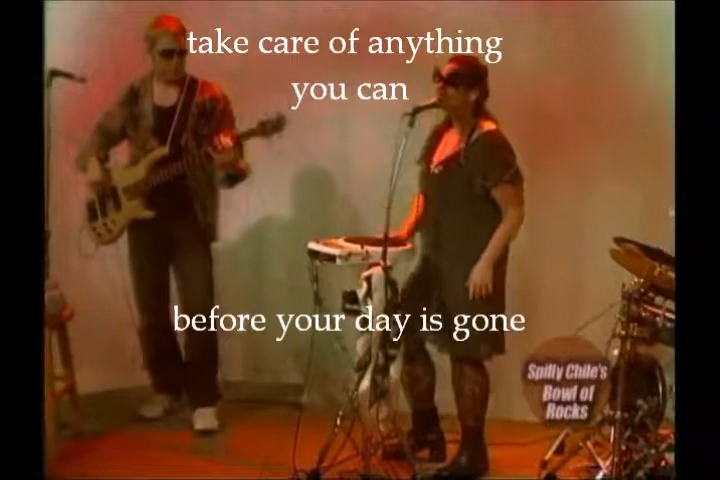 take care of anything
you can
before your day is gone
Spilly Chile's
Bowl of
Rocks